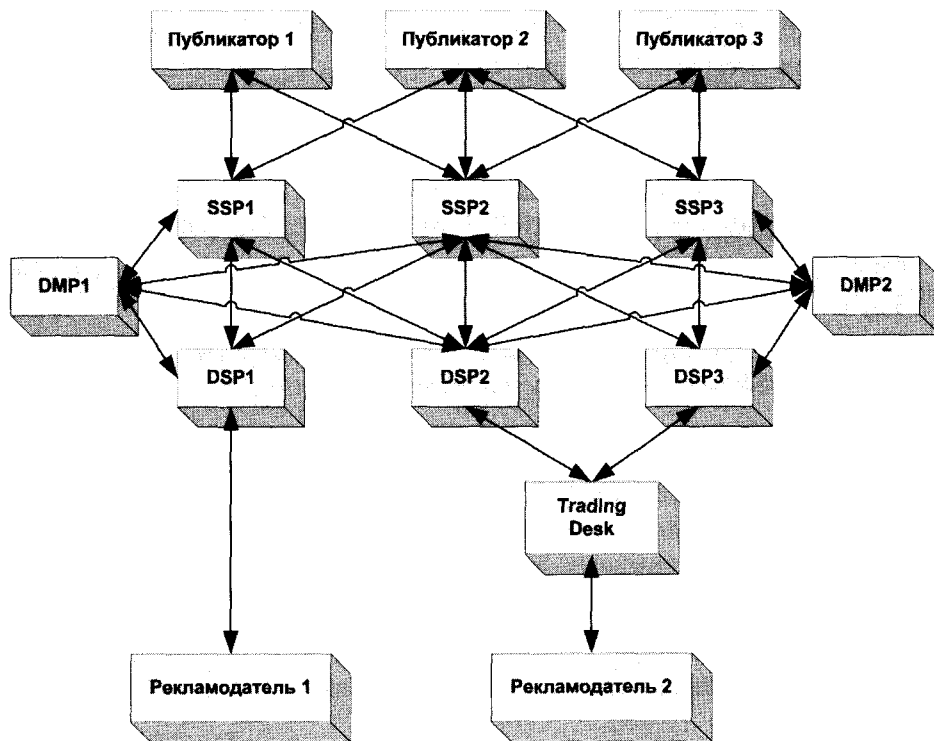 Публикатор 1
Публикатор 2
Публикатор 3
SSP1
SSP2
SSP3
DMP1
DMP2
DSP1
DSP2
DSP3
Trading
Desk
Рекламодатель 1
Рекламодатель 2